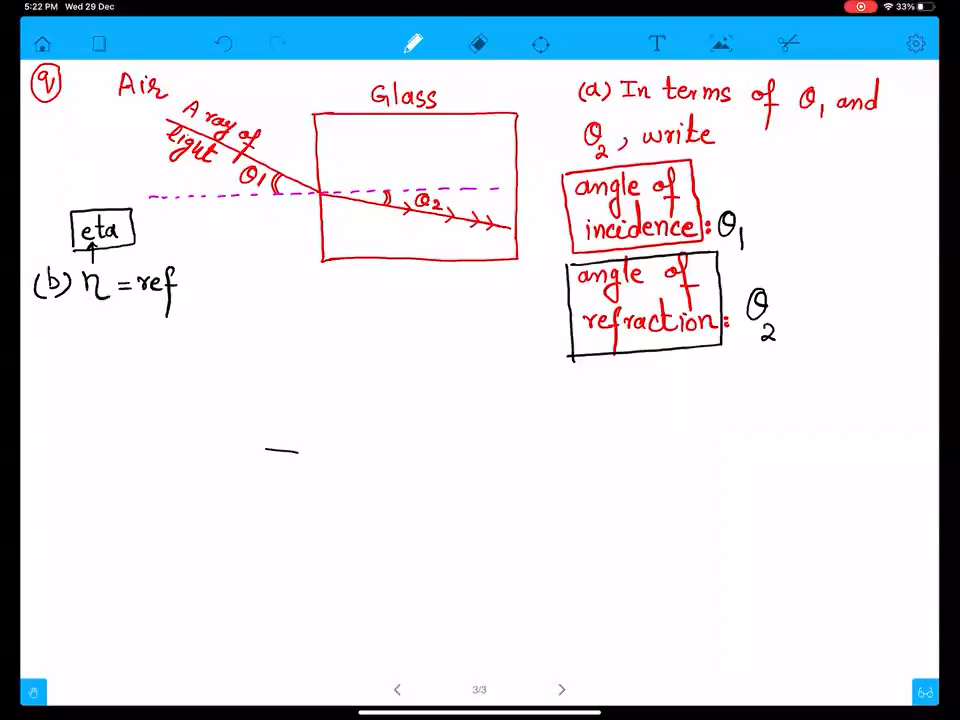 5:22 PM Wed 29 Dec
33%
T
q
Air
A ray of
light
θ1
Glass
θ2
(a) In terms of θ1 and
θ2, write
angle of
incidence: θ1
angle of
refraction: θ2
eta
(b) η = ref
3/3